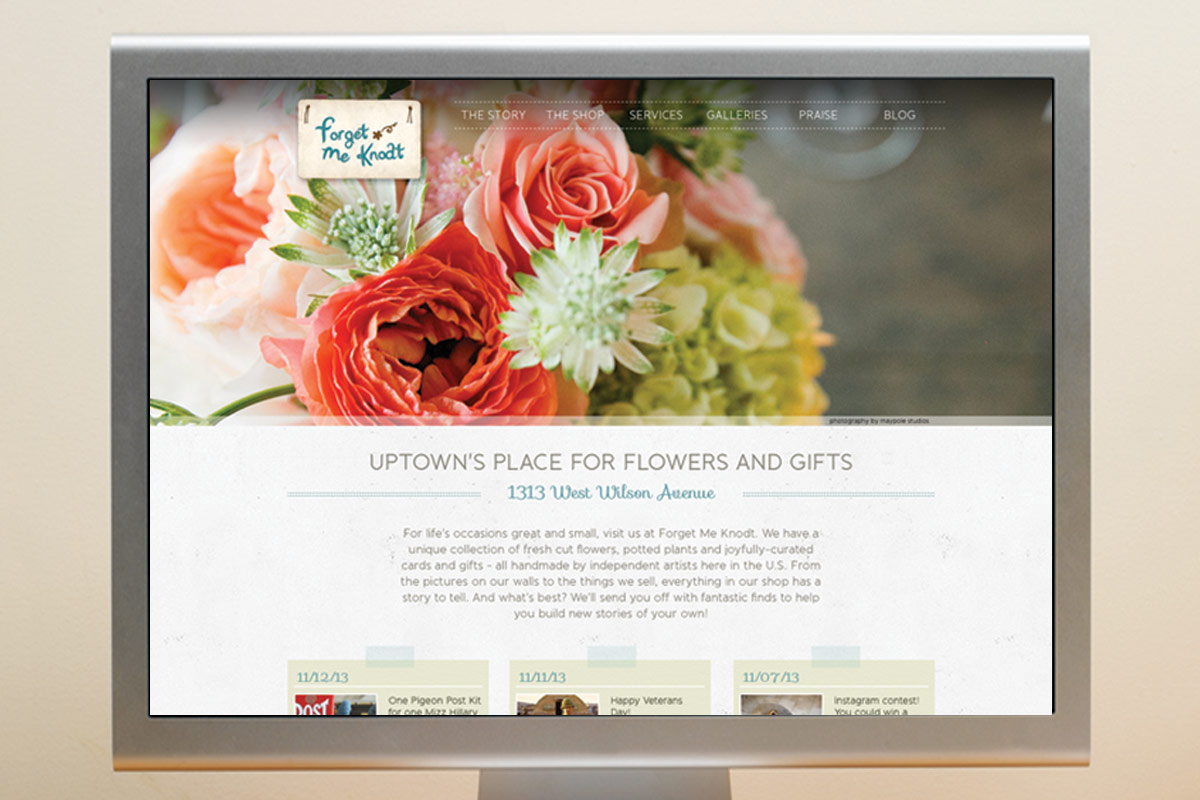 forget
me Knodt
THE STORY THE SHOP SERVICES GALLERIES PRAISE BLOG
photography by maypole studios
UPTOWN'S PLACE FOR FLOWERS AND GIFTS
1313 West Wilson Avenue
For life's occasions great and small, visit us at Forget Me Knodt. We have a
unique collection of fresh cut flowers, potted plants and joyfully-curated
cards and gifts - all handmade by independent artists here in the U.S. From
the pictures on our walls to the things we sell, everything in our shop has a
story to tell. And what's best? We'll send you off with fantastic finds to help
you build new stories of your own!
11/12/13
POST
One Pigeon Post Kit
for one Mizz Hillary
11/11/13
Happy Veterans
Day!
11/07/13
Instagram contest!
You could win a